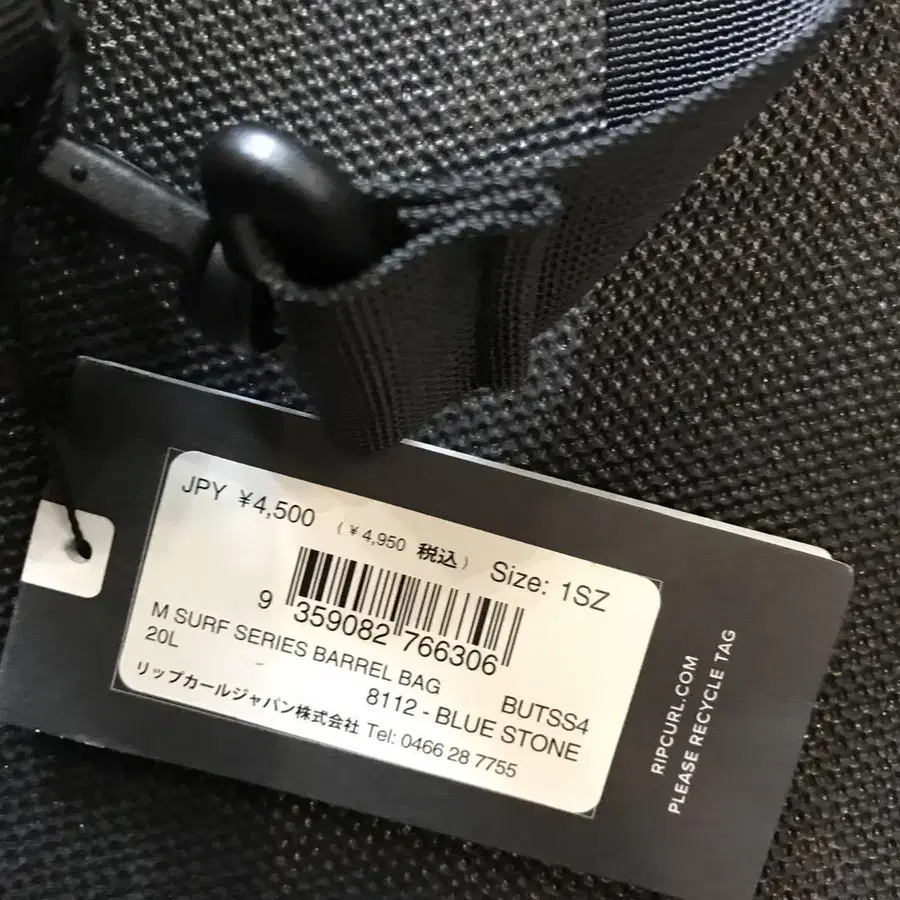 JPY ¥4,500 (¥4,950 税込) Size: 1SZ
9 359082 766306
M SURF SERIES BARREL BAG
20L
BUTSS4
8112 - BLUE STONE
リップカールジャパン株式会社 Tel: 0466 28 7755
RIPCURL.COM
PLEASE RECYCLE TAG